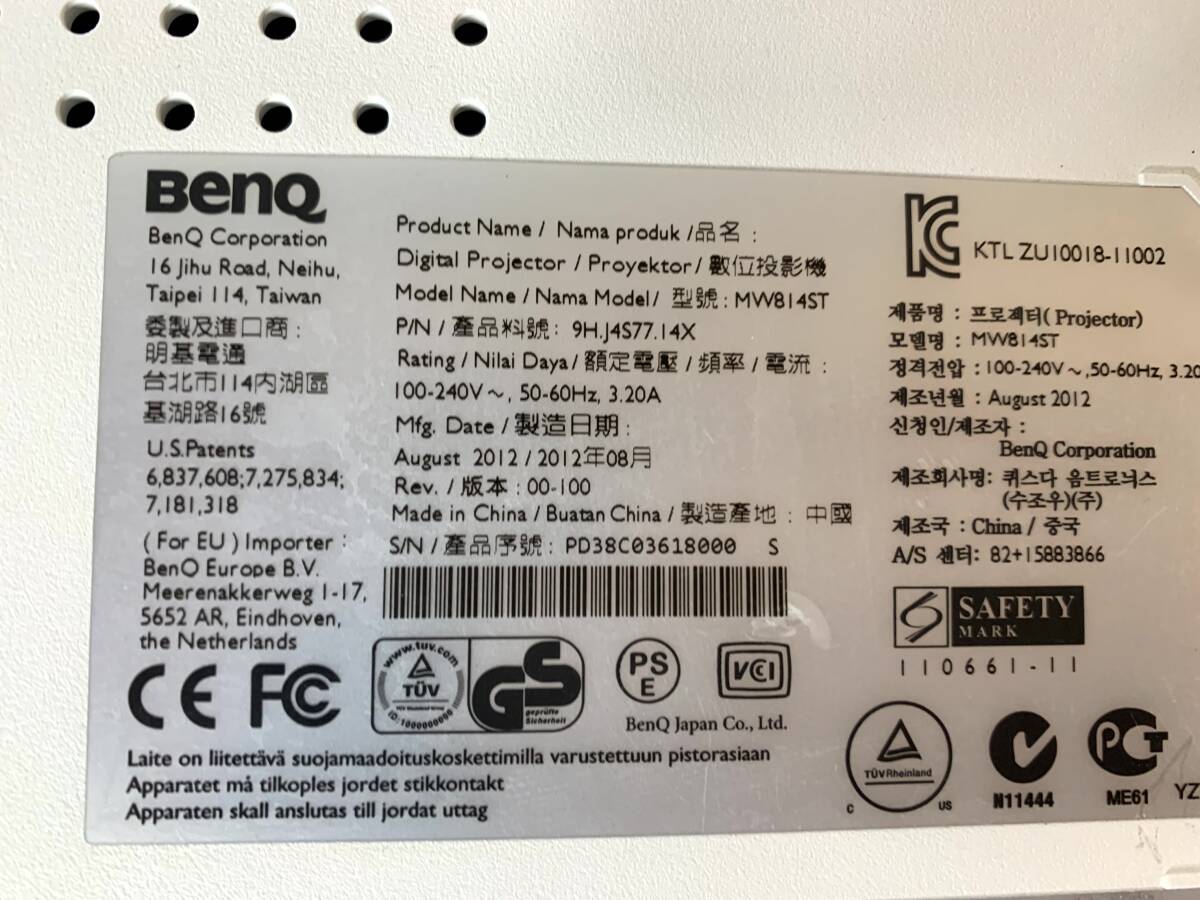 BenQ
BenQ Corporation
16 Jihu Road, Neihu,
Taipei 114, Taiwan
委製及進口商：
明基電通
台北市114內湖區
基湖路16號
U.S.Patents
6,837,608;7,275,834;
7,181,318
( For EU ) Importer :
BenQ Europe B.V.
Meerenakkerweg 1-17,
5652 AR, Eindhoven,
the Netherlands
Product Name / Nama produk /品名 :
Digital Projector / Proyektor / 數位投影機
Model Name / Nama Model / 型號 : MW814ST
P/N / 產品料號 : 9H.J4S77.14X
Rating / Nilai Daya / 額定電壓 / 頻率 / 電流 :
100-240V～, 50-60Hz, 3.20A
Mfg. Date / 製造日期 :
August 2012 / 2012年08月
Rev. / 版本 : 00-100
Made in China / Buatan China / 製造產地 : 中國
S/N / 產品序號 : PD38C03618000 S
KTL ZU10018-11002
제품명 : 프로젝터( Projector)
모델명 : MW814ST
정격전압 : 100-240V～,50-60Hz, 3.20
제조년월 : August 2012
신청인/제조자 :
BenQ Corporation
제조회사명: 퀴스다 옵트로닉스
(수조우)(주)
제조국 : China / 중국
A/S 센터: 82+15883866
SAFETY
MARK
110661-11
CE FC
www.tuv.com
TÜV
TÜV Rheinland Group
ID:1000000000
GS
geprüfte
Sicherheit
PS
E
VCI
BenQ Japan Co., Ltd.
TÜVRheinland
C US
N11444
ME61
YZ
Laite on liitettävä suojamaadoituskoskettimilla varustettuun pistorasiaan
Apparatet må tilkoples jordet stikkontakt
Apparaten skall anslutas till jordat uttag